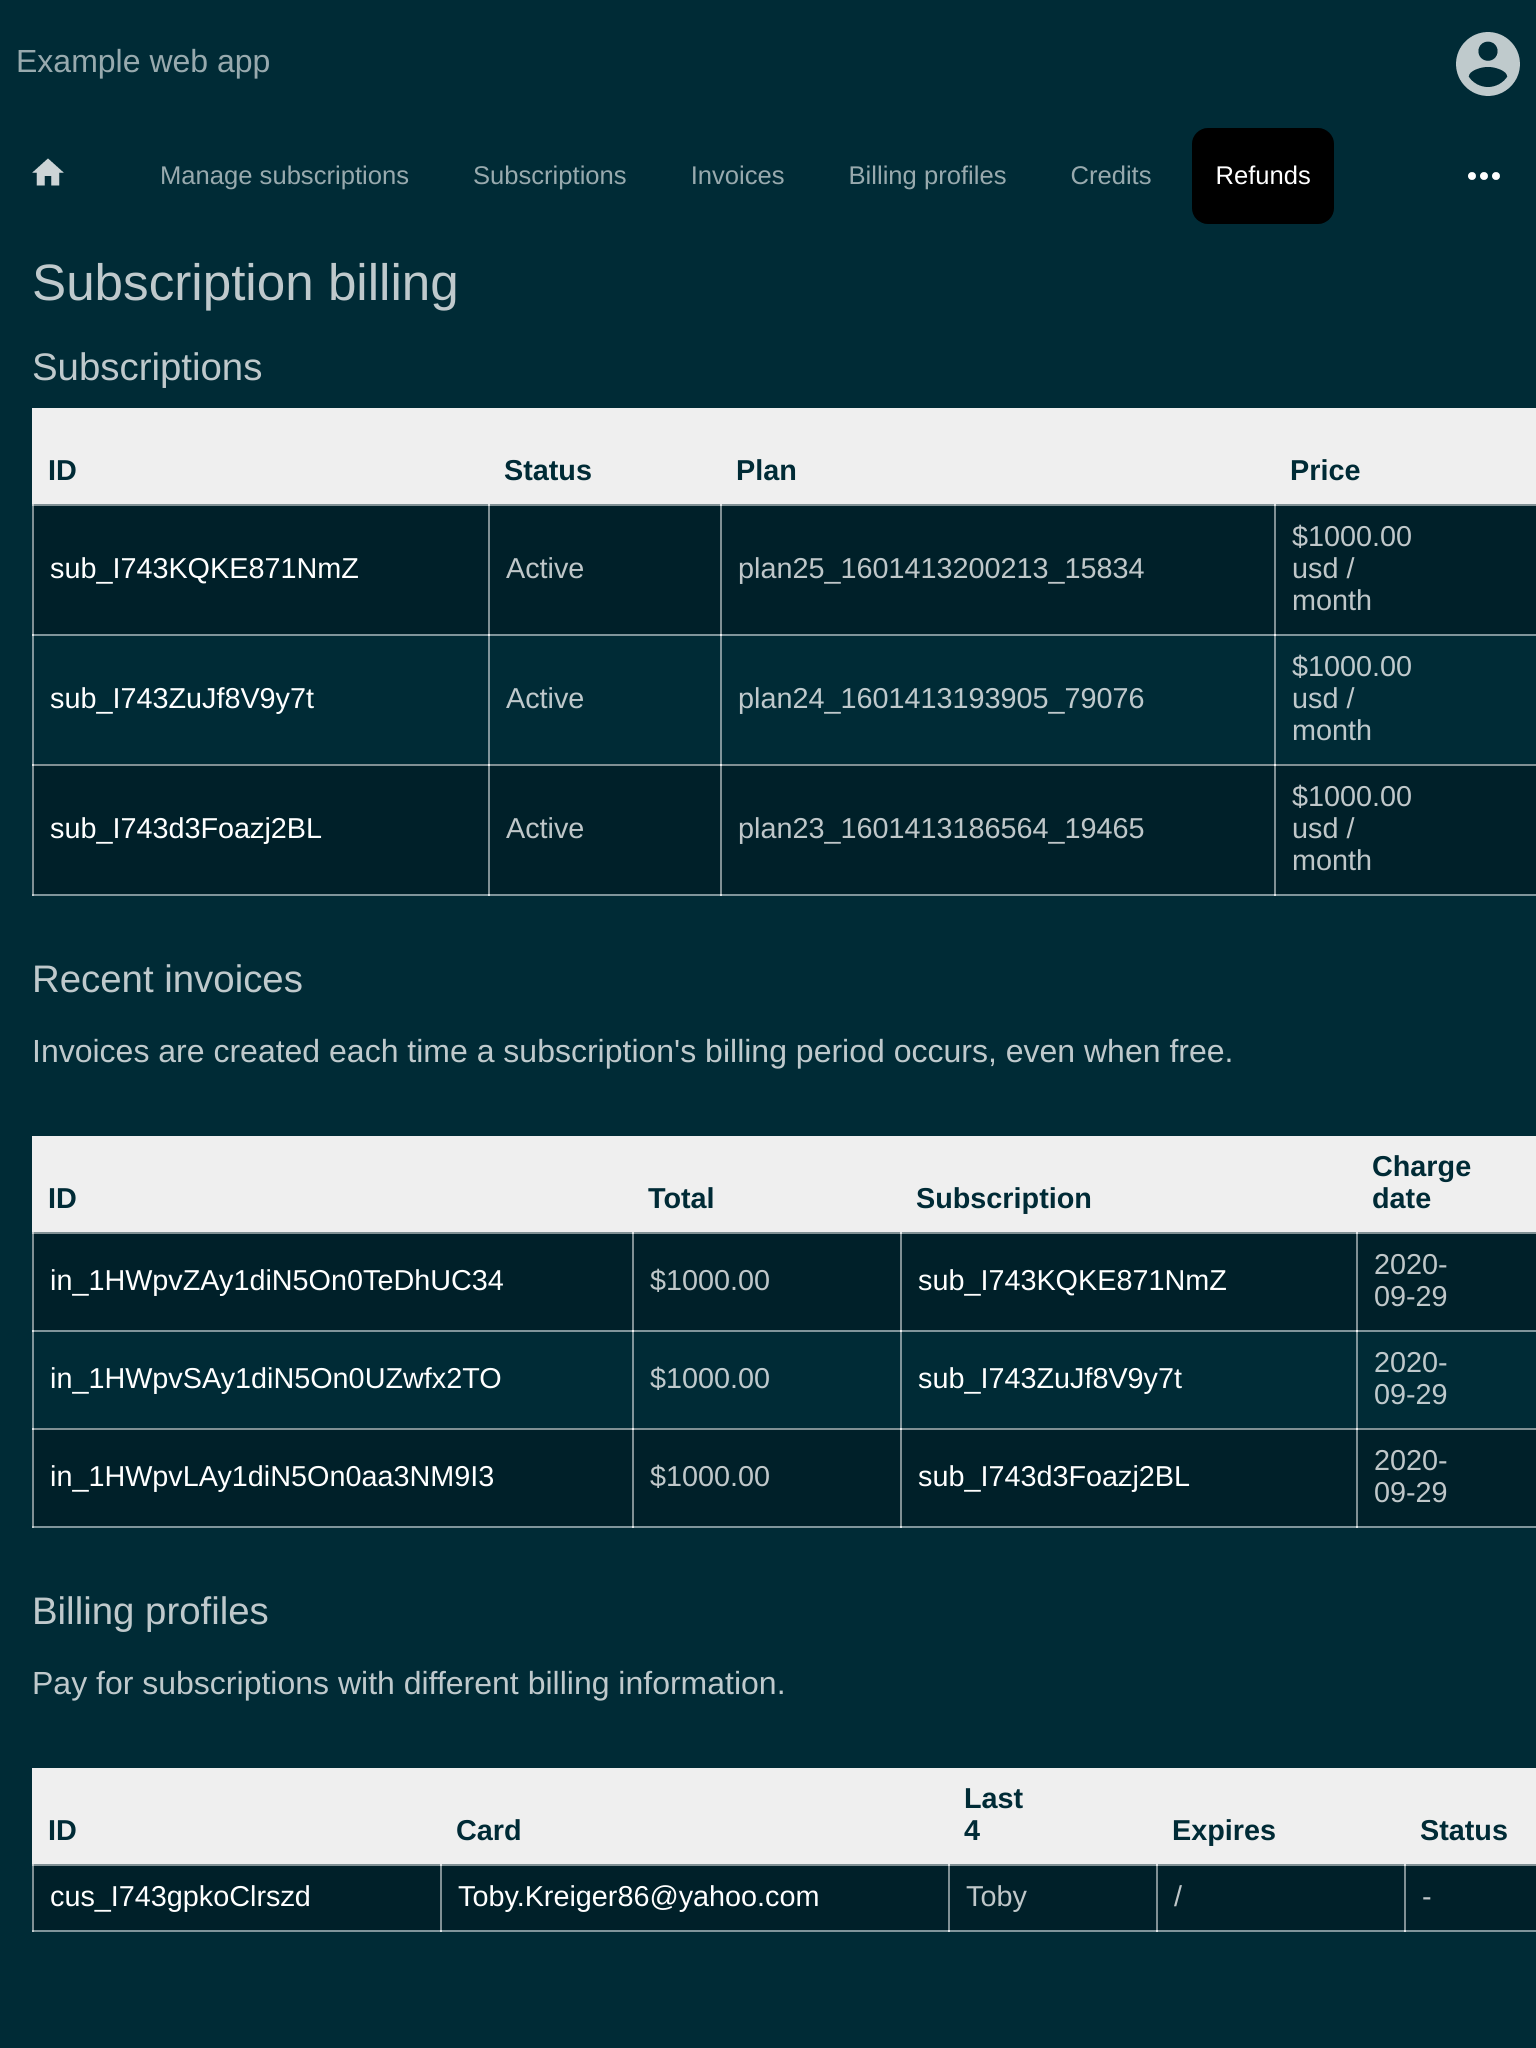 Example web app
Manage subscriptions Subscriptions Invoices Billing profiles Credits Refunds
Subscription billing
Subscriptions
ID Status Plan Price
sub_I743KQKE871NmZ Active plan25_1601413200213_15834 $1000.00
usd /
month
sub_I743ZuJf8V9y7t Active plan24_1601413193905_79076 $1000.00
usd /
month
sub_I743d3Foazj2BL Active plan23_1601413186564_19465 $1000.00
usd /
month
Recent invoices
Invoices are created each time a subscription's billing period occurs, even when free.
ID Total Subscription Charge
date
in_1HWpvZAy1diN5On0TeDhUC34 $1000.00 sub_I743KQKE871NmZ 2020-
09-29
in_1HWpvSAy1diN5On0UZwfx2TO $1000.00 sub_I743ZuJf8V9y7t 2020-
09-29
in_1HWpvLAy1diN5On0aa3NM9I3 $1000.00 sub_I743d3Foazj2BL 2020-
09-29
Billing profiles
Pay for subscriptions with different billing information.
ID Card Last
4 Expires Status
cus_I743gpkoClrszd Toby.Kreiger86@yahoo.com Toby / -